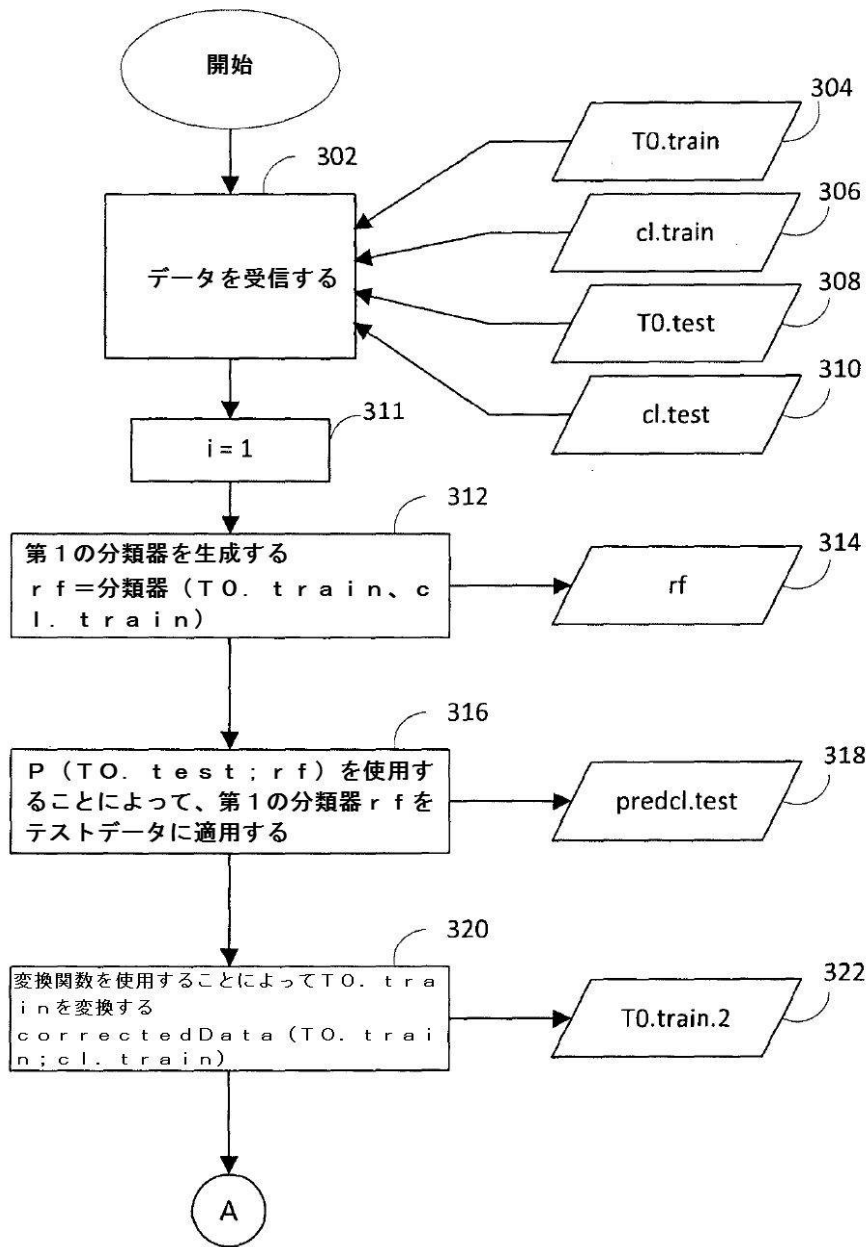 開始
302
304
T0.train
データを受信する
306
cl.train
308
T0.test
310
cl.test
311
i = 1
312
第1の分類器を生成する
rf=分類器(T0.train、c
l.train)
314
rf
316
P(T0.test;rf)を使用す
ることによって、第1の分類器rfを
テストデータに適用する
318
predcl.test
320
変換関数を使用することによってT0.tra
inを変換する
correctedData(T0.trai
n;cl.train)
322
T0.train.2
A